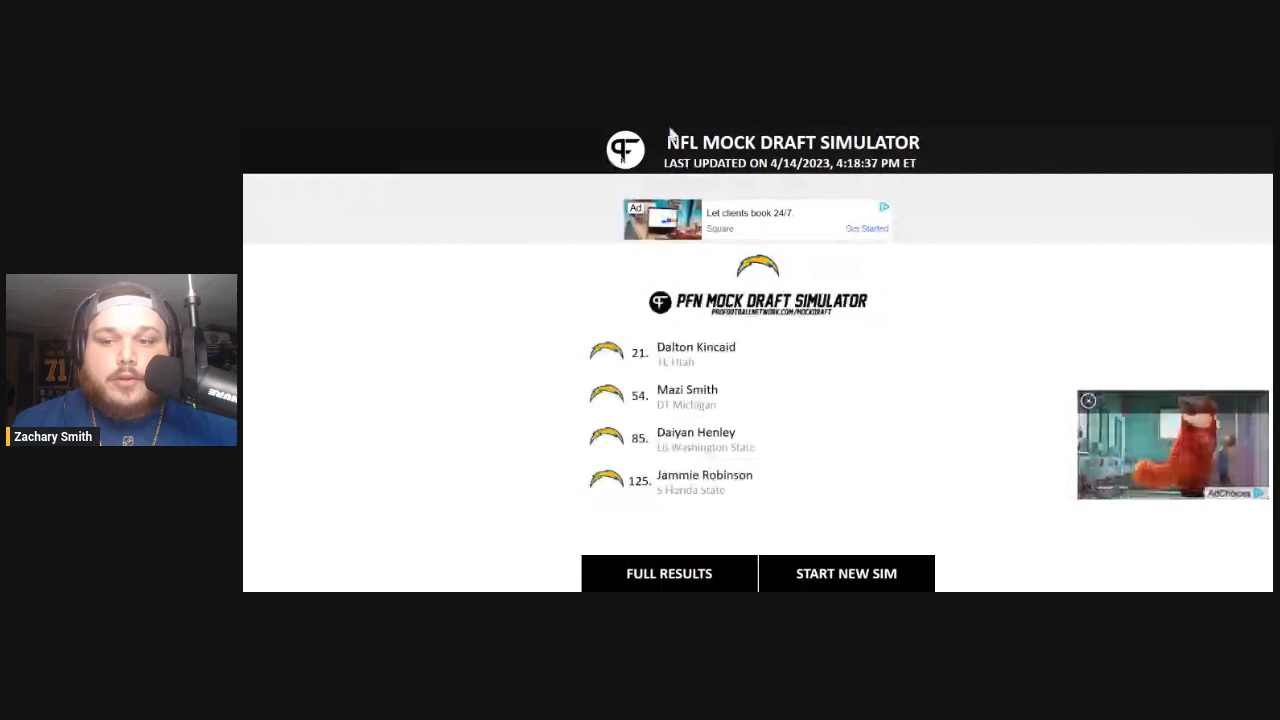 NFL MOCK DRAFT SIMULATOR
LAST UPDATED ON 4/14/2023, 4:18:37 PM ET
Ad
Let clients book 24/7.
Square
Get Started
PFN MOCK DRAFT SIMULATOR
PROFOOTBALLNETWORK.COM/MOCKDRAFT
21. Dalton Kincaid
TE Utah
54. Mazi Smith
DT Michigan
85. Daiyan Henley
LB Washington State
125. Jammie Robinson
S Florida State
71
SHURE
Zachary Smith
AdChoices
FULL RESULTS
START NEW SIM